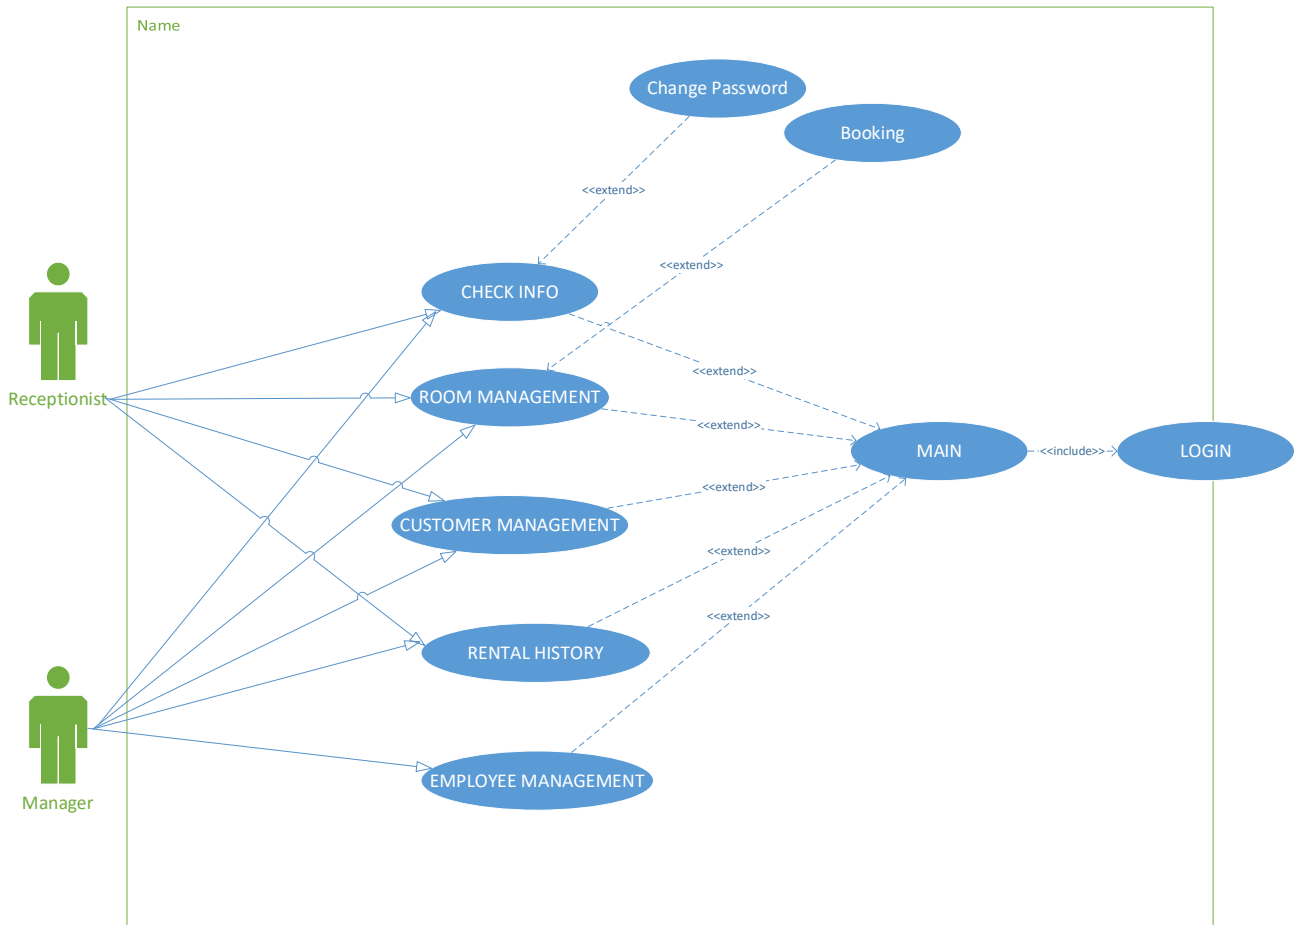 Name
Change Password
Booking
<<extend>>
<<extend>>
CHECK INFO
<<extend>>
Receptionist
ROOM MANAGEMENT
<<extend>>
MAIN
<<include>>
LOGIN
<<extend>>
CUSTOMER MANAGEMENT
<<extend>>
RENTAL HISTORY
<<extend>>
EMPLOYEE MANAGEMENT
Manager